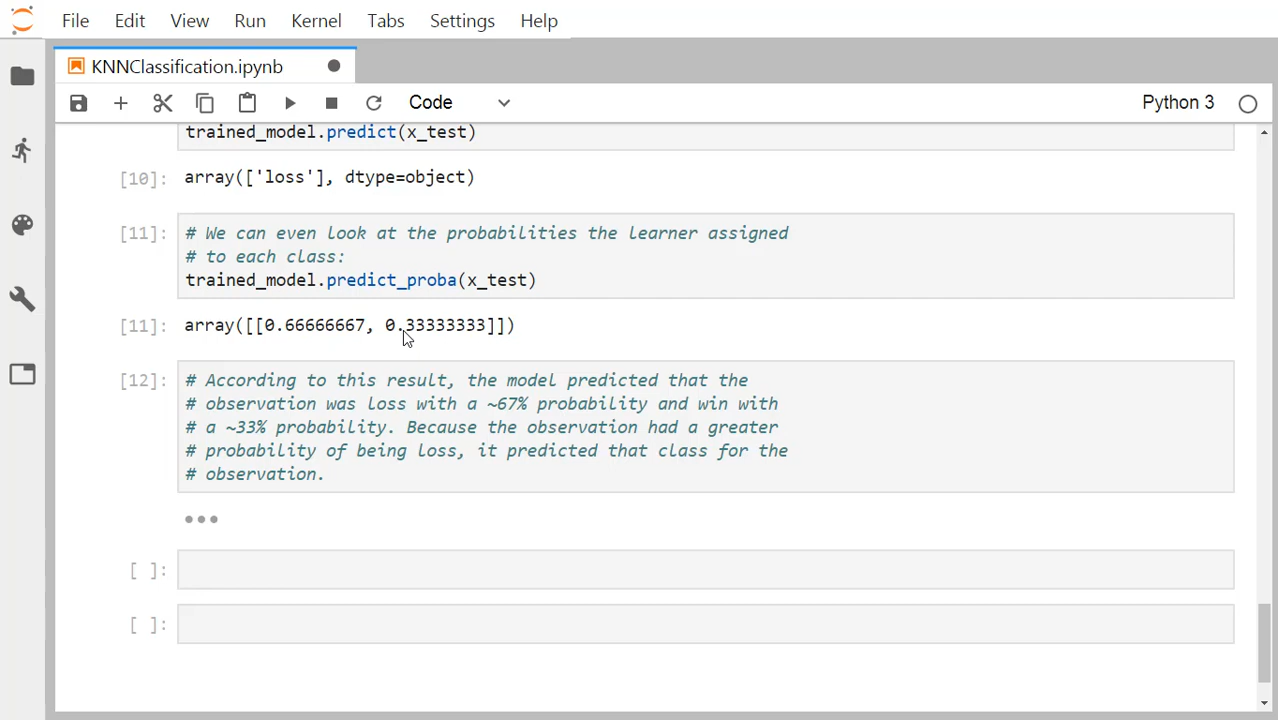 File Edit View Run Kernel Tabs Settings Help
KNNClassification.ipynb
Code Python 3
trained_model.predict(x_test)
[10]: array(['loss'], dtype=object)
[11]: # We can even look at the probabilities the learner assigned
# to each class:
trained_model.predict_proba(x_test)
[11]: array([[0.66666667, 0.33333333]])
[12]: # According to this result, the model predicted that the
# observation was loss with a ~67% probability and win with
# a ~33% probability. Because the observation had a greater
# probability of being loss, it predicted that class for the
# observation.
[ ]:
[ ]: